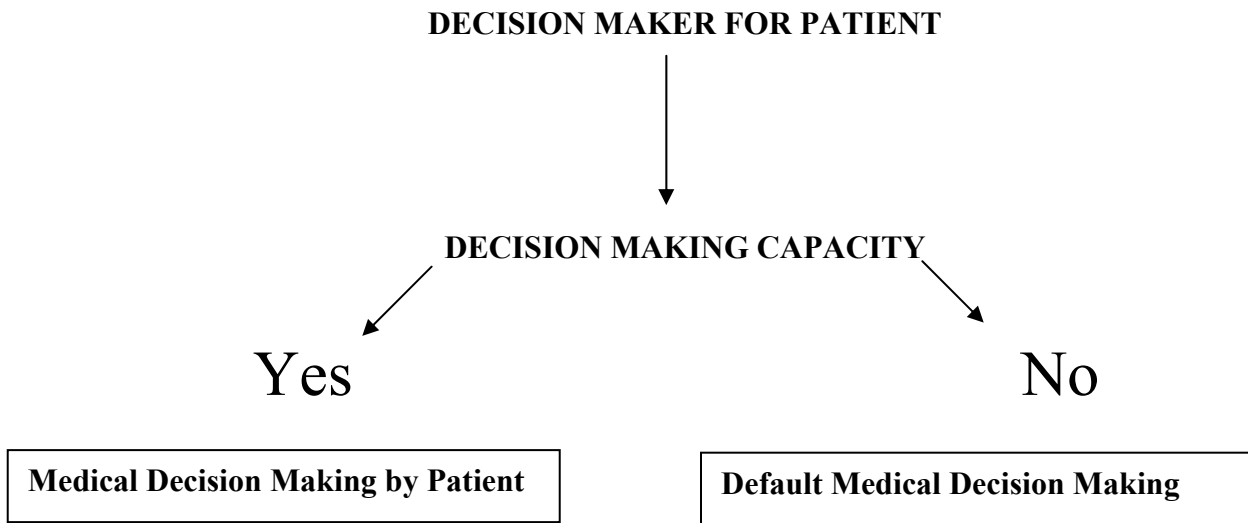 DECISION MAKER FOR PATIENT
DECISION MAKING CAPACITY
Yes
No
Medical Decision Making by Patient
Default Medical Decision Making